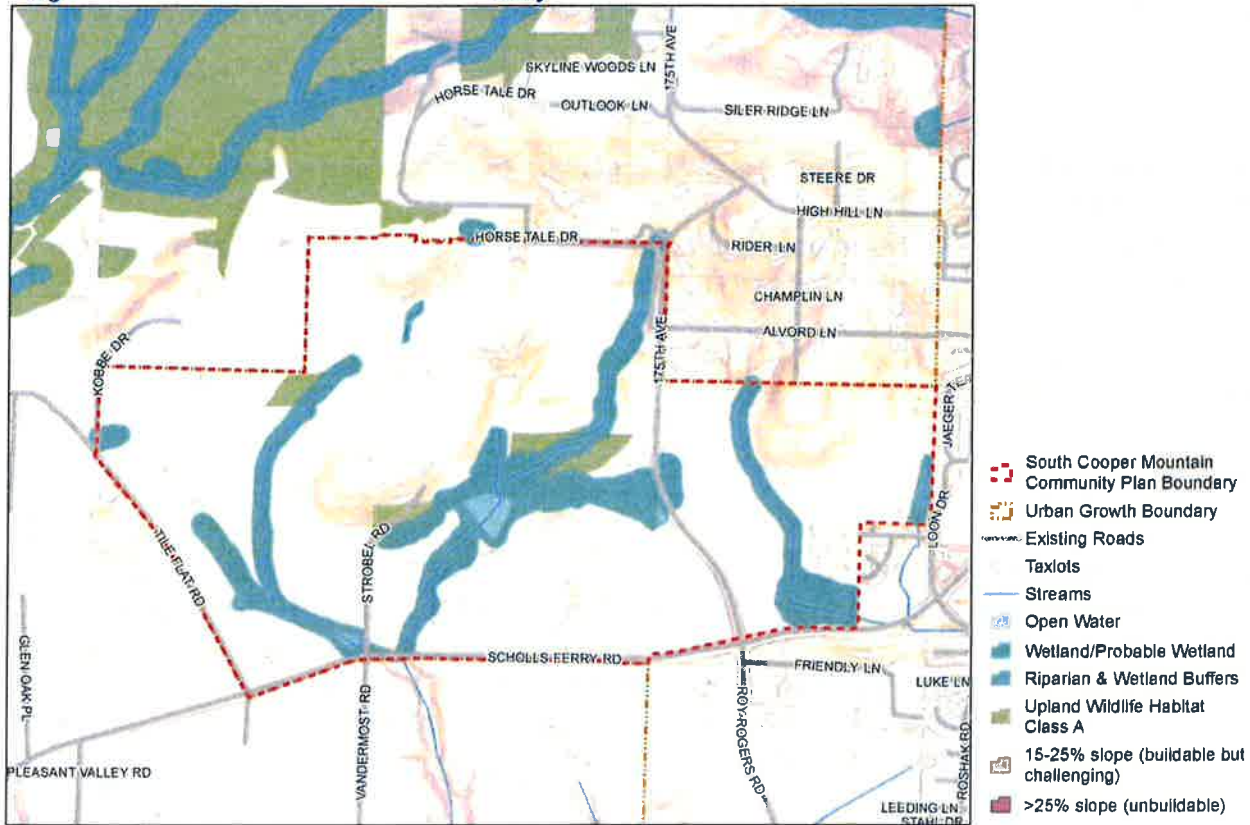 SKYLINE WOODS LN
175TH AVE
HORSE TALE DR
OUTLOOK LN
SILER RIDGE LN
STEERE DR
HIGH HILL LN
HORSE TALE DR
RIDER LN
CHAMPLIN LN
ALVORD LN
175TH AVE
KOBBE DR
JAEGER
LOON DR
TILE FLAT RD
STROBEL RD
GLEN OAK PL
SCHOLLS FERRY RD
FRIENDLY LN
LUKE LN
VANDERMOST RD
ROY ROGERS RD
ROSHAK RD
PLEASANT VALLEY RD
LEEDING LN
STAHL DR
South Cooper Mountain
Community Plan Boundary
Urban Growth Boundary
Existing Roads
Taxlots
Streams
Open Water
Wetland/Probable Wetland
Riparian & Wetland Buffers
Upland Wildlife Habitat
Class A
15-25% slope (buildable but
challenging)
>25% slope (unbuildable)